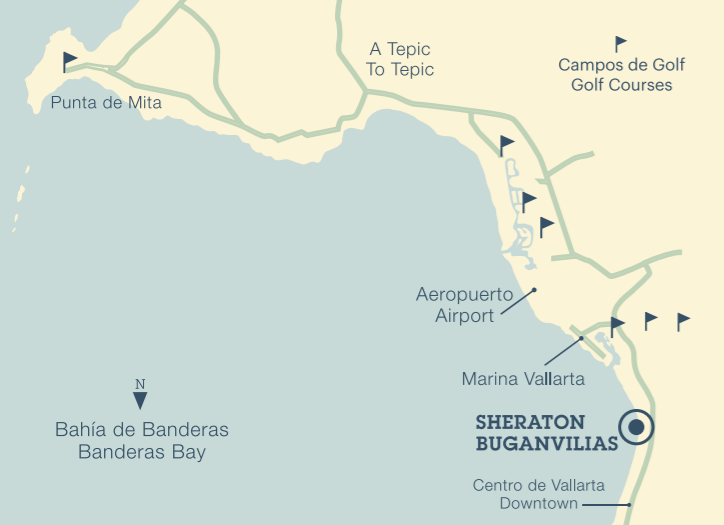 A Tepic
To Tepic
Campos de Golf
Golf Courses
Punta de Mita
Aeropuerto
Airport
Marina Vallarta
N
Bahía de Banderas
Banderas Bay
SHERATON
BUGANVILIAS
Centro de Vallarta
Downtown